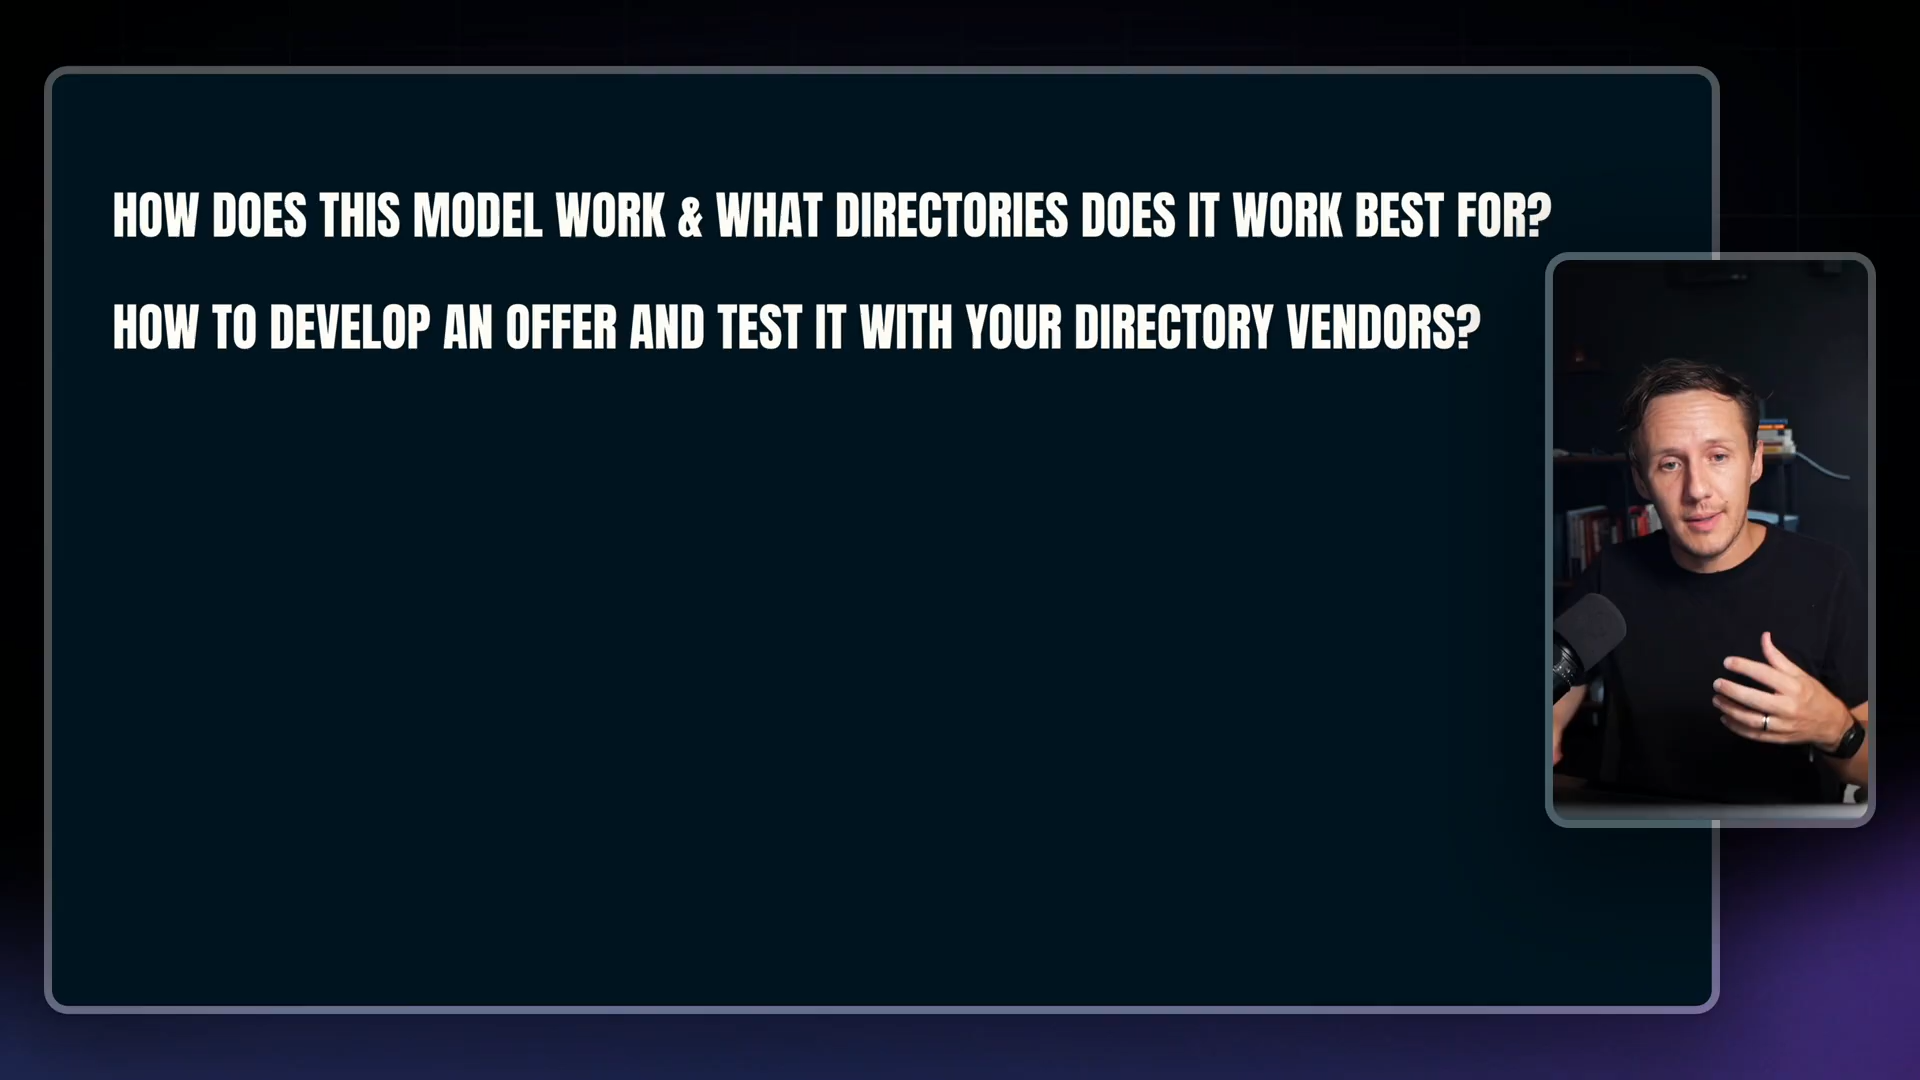 HOW DOES THIS MODEL WORK & WHAT DIRECTORIES DOES IT WORK BEST FOR?
HOW TO DEVELOP AN OFFER AND TEST IT WITH YOUR DIRECTORY VENDORS?